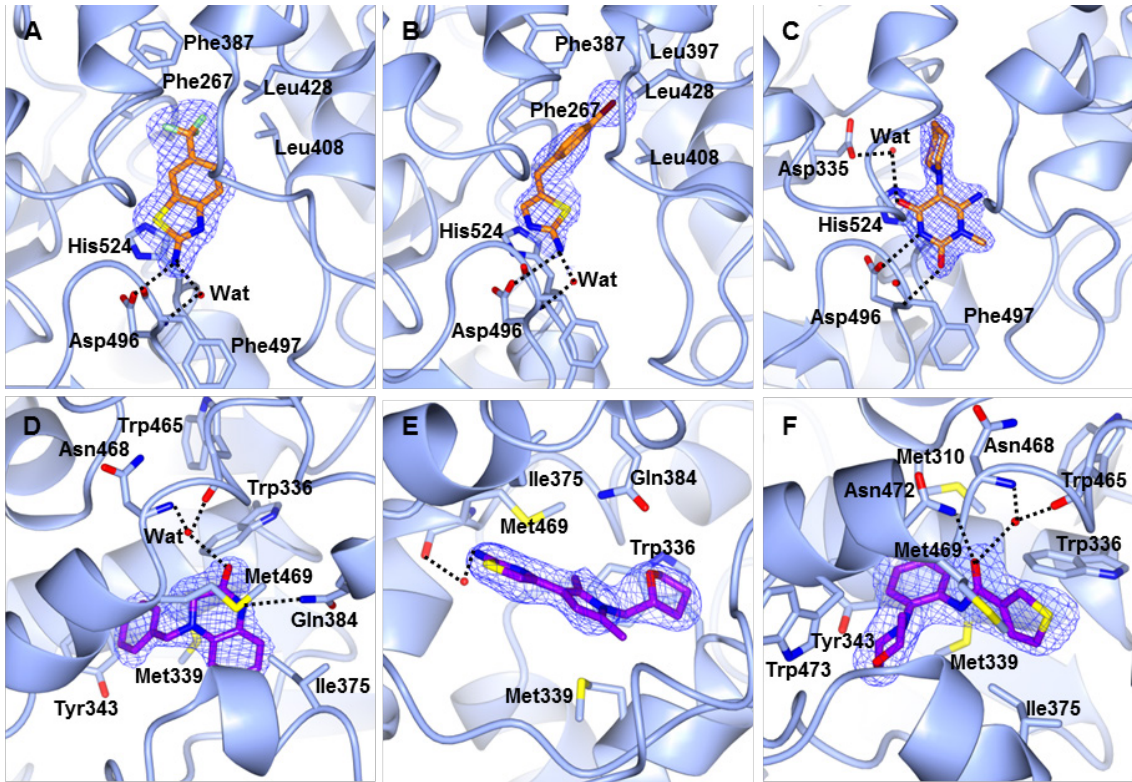 A
Phe387
Phe267
Leu428
Leu408
His524
Wat
Asp496
Phe497
B
Phe387
Leu397
Leu428
Phe267
Leu408
His524
Wat
Asp496
C
Wat
Asp335
His524
Asp496
Phe497
D
Trp465
Asn468
Trp336
Wat
Met469
Gln384
Met339
Tyr343
Ile375
E
Ile375
Gln384
Met469
Trp336
Met339
F
Asn468
Met310
Asn472
Trp465
Met469
Trp336
Tyr343
Met339
Trp473
Ile375